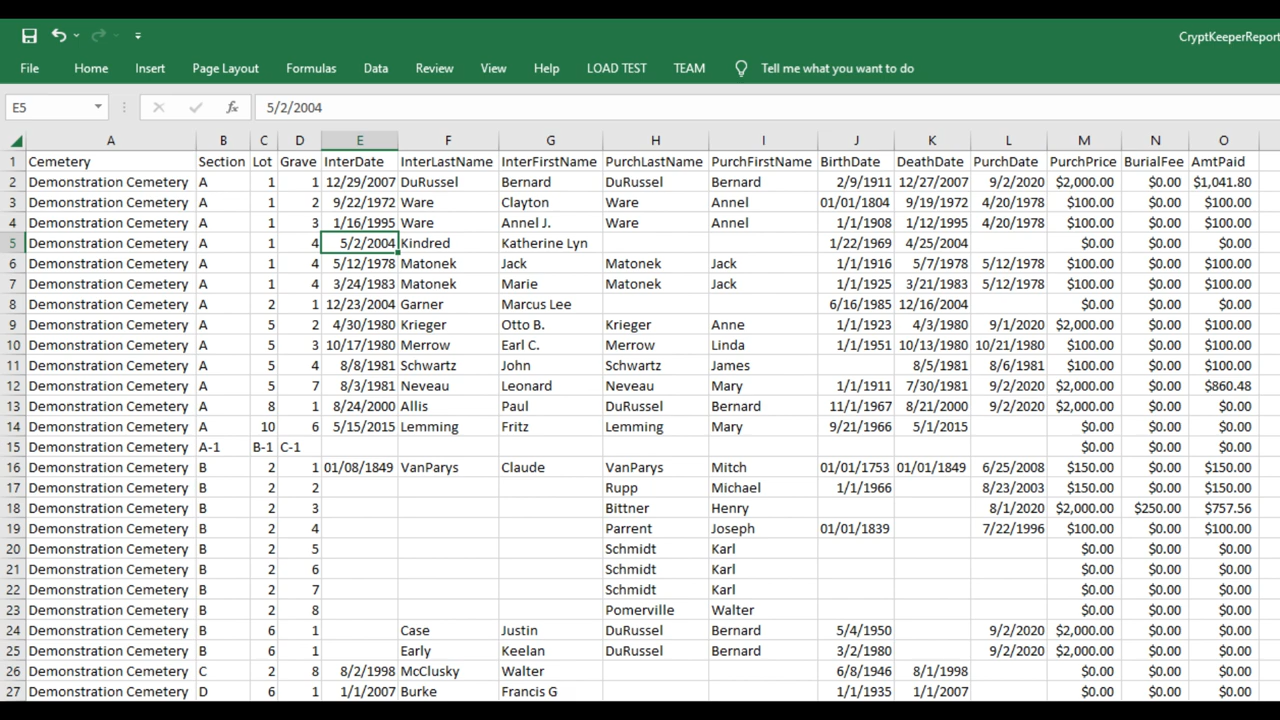 CryptKeeperReport
File Home Insert Page Layout Formulas Data Review View Help LOAD TEST TEAM Tell me what you want to do
E5 fx 5/2/2004
A B C D E F G H I J K L M N O
1 Cemetery Section Lot Grave InterDate InterLastName InterFirstName PurchLastName PurchFirstName BirthDate DeathDate PurchDate PurchPrice BurialFee AmtPaid
2 Demonstration Cemetery A 1 1 12/29/2007 DuRussel Bernard DuRussel Bernard 2/9/1911 12/27/2007 9/2/2020 $2,000.00 $0.00 $1,041.80
3 Demonstration Cemetery A 1 2 9/22/1972 Ware Clayton Ware Annel 01/01/1804 9/19/1972 4/20/1978 $100.00 $0.00 $100.00
4 Demonstration Cemetery A 1 3 1/16/1995 Ware Annel J. Ware Annel 1/1/1908 1/12/1995 4/20/1978 $100.00 $0.00 $100.00
5 Demonstration Cemetery A 1 4 5/2/2004 Kindred Katherine Lyn 1/22/1969 4/25/2004 $0.00 $0.00 $0.00
6 Demonstration Cemetery A 1 4 5/12/1978 Matonek Jack Matonek Jack 1/1/1916 5/7/1978 5/12/1978 $100.00 $0.00 $100.00
7 Demonstration Cemetery A 1 4 3/24/1983 Matonek Marie Matonek Jack 1/1/1925 3/21/1983 5/12/1978 $100.00 $0.00 $100.00
8 Demonstration Cemetery A 2 1 12/23/2004 Garner Marcus Lee 6/16/1985 12/16/2004 $0.00 $0.00 $0.00
9 Demonstration Cemetery A 5 2 4/30/1980 Krieger Otto B. Krieger Anne 1/1/1923 4/3/1980 9/1/2020 $2,000.00 $0.00 $100.00
10 Demonstration Cemetery A 5 3 10/17/1980 Merrow Earl C. Merrow Linda 1/1/1951 10/13/1980 10/21/1980 $100.00 $0.00 $100.00
11 Demonstration Cemetery A 5 4 8/8/1981 Schwartz John Schwartz James 8/5/1981 8/6/1981 $100.00 $0.00 $100.00
12 Demonstration Cemetery A 5 7 8/3/1981 Neveau Leonard Neveau Mary 1/1/1911 7/30/1981 9/2/2020 $2,000.00 $0.00 $860.48
13 Demonstration Cemetery A 8 1 8/24/2000 Allis Paul DuRussel Bernard 11/1/1967 8/21/2000 9/2/2020 $2,000.00 $0.00 $0.00
14 Demonstration Cemetery A 10 6 5/15/2015 Lemming Fritz Lemming Mary 9/21/1966 5/1/2015 $0.00 $0.00 $0.00
15 Demonstration Cemetery A-1 B-1 C-1 $0.00 $0.00 $0.00
16 Demonstration Cemetery B 2 1 01/08/1849 VanParys Claude VanParys Mitch 01/01/1753 01/01/1849 6/25/2008 $150.00 $0.00 $150.00
17 Demonstration Cemetery B 2 2 Rupp Michael 1/1/1966 8/23/2003 $150.00 $0.00 $150.00
18 Demonstration Cemetery B 2 3 Bittner Henry 8/1/2020 $2,000.00 $250.00 $757.56
19 Demonstration Cemetery B 2 4 Parrent Joseph 01/01/1839 7/22/1996 $100.00 $0.00 $100.00
20 Demonstration Cemetery B 2 5 Schmidt Karl $0.00 $0.00 $0.00
21 Demonstration Cemetery B 2 6 Schmidt Karl $0.00 $0.00 $0.00
22 Demonstration Cemetery B 2 7 Schmidt Karl $0.00 $0.00 $0.00
23 Demonstration Cemetery B 2 8 Pomerville Walter $0.00 $0.00 $0.00
24 Demonstration Cemetery B 6 1 Case Justin DuRussel Bernard 5/4/1950 9/2/2020 $2,000.00 $0.00 $0.00
25 Demonstration Cemetery B 6 1 Early Keelan DuRussel Bernard 3/2/1980 9/2/2020 $2,000.00 $0.00 $0.00
26 Demonstration Cemetery C 2 8 8/2/1998 McClusky Walter 6/8/1946 8/1/1998 $0.00 $0.00 $0.00
27 Demonstration Cemetery D 6 1 1/1/2007 Burke Francis G 1/1/1935 1/1/2007 $0.00 $0.00 $0.00